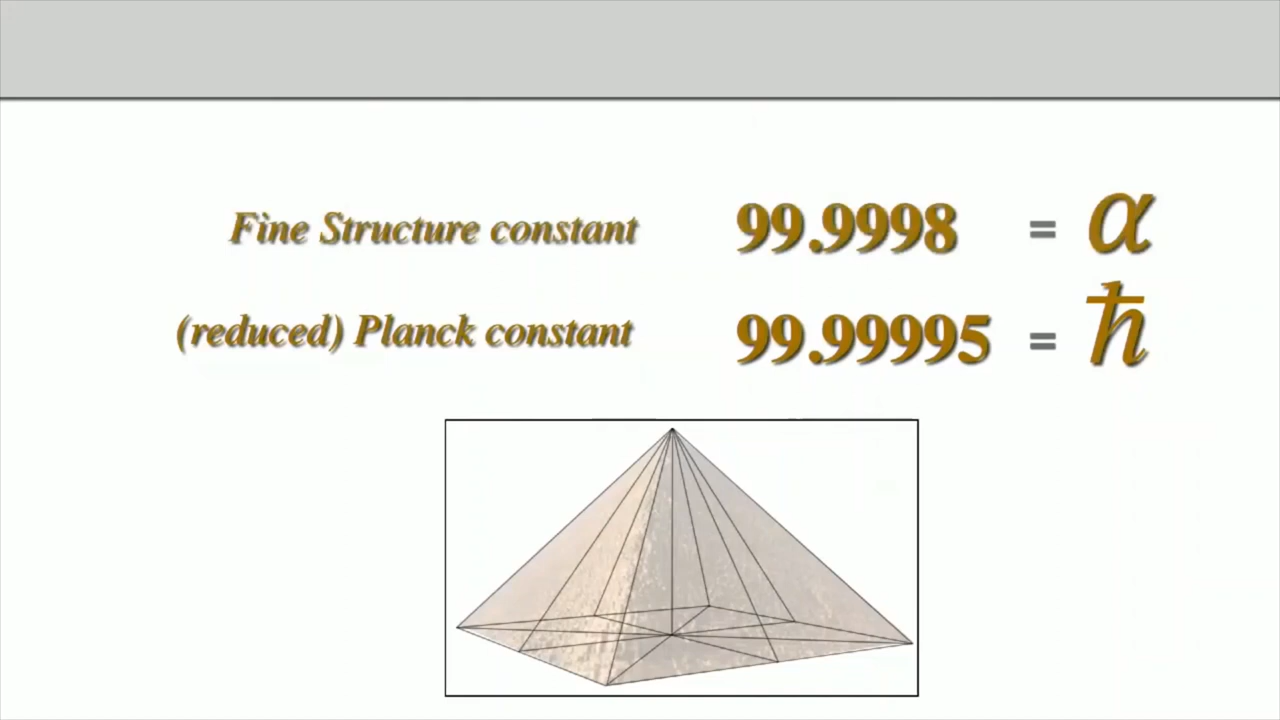 Fine Structure constant 99.9998 = α
(reduced) Planck constant 99.99995 = ℏ